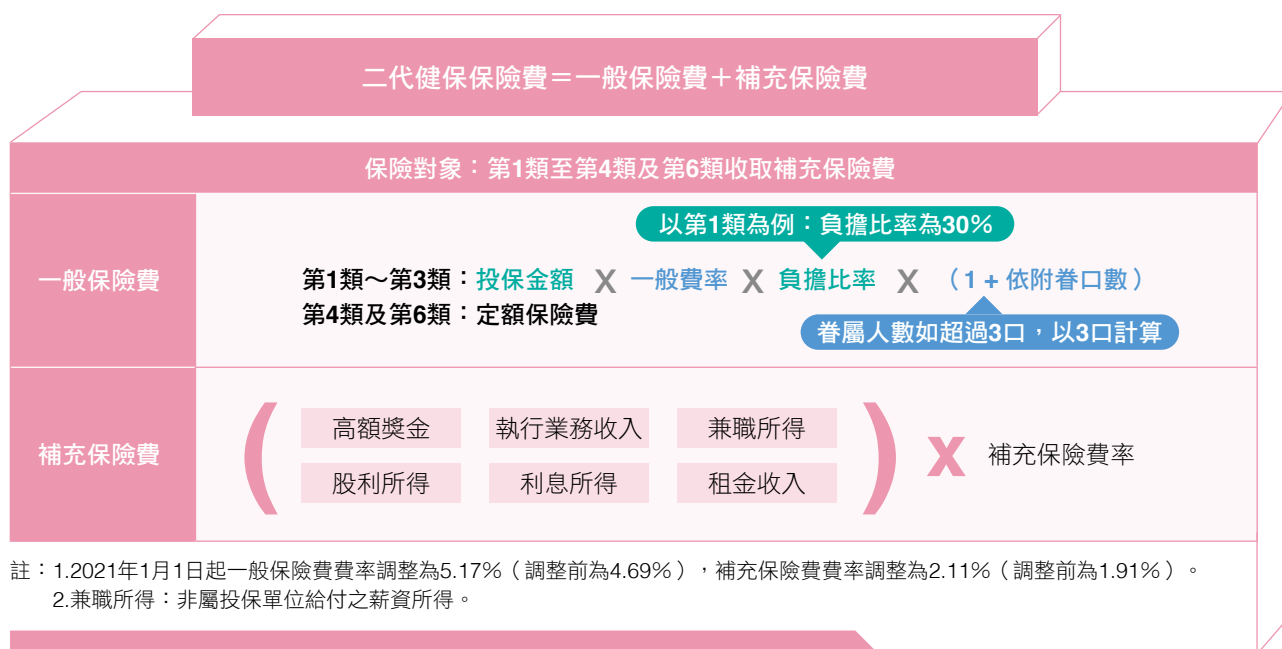 二代健保保險費＝一般保險費＋補充保險費
保險對象：第1類至第4類及第6類收取補充保險費
以第1類為例：負擔比率為30%
一般保險費
第1類～第3類：投保金額 X 一般費率 X 負擔比率 X （1 + 依附眷口數）
第4類及第6類：定額保險費
眷屬人數如超過3口，以3口計算
補充保險費
( 高額獎金 執行業務收入 兼職所得
股利所得 利息所得 租金收入 ) X 補充保險費率
註：1.2021年1月1日起一般保險費費率調整為5.17%（調整前為4.69%），補充保險費費率調整為2.11%（調整前為1.91%）。
2.兼職所得：非屬投保單位給付之薪資所得。